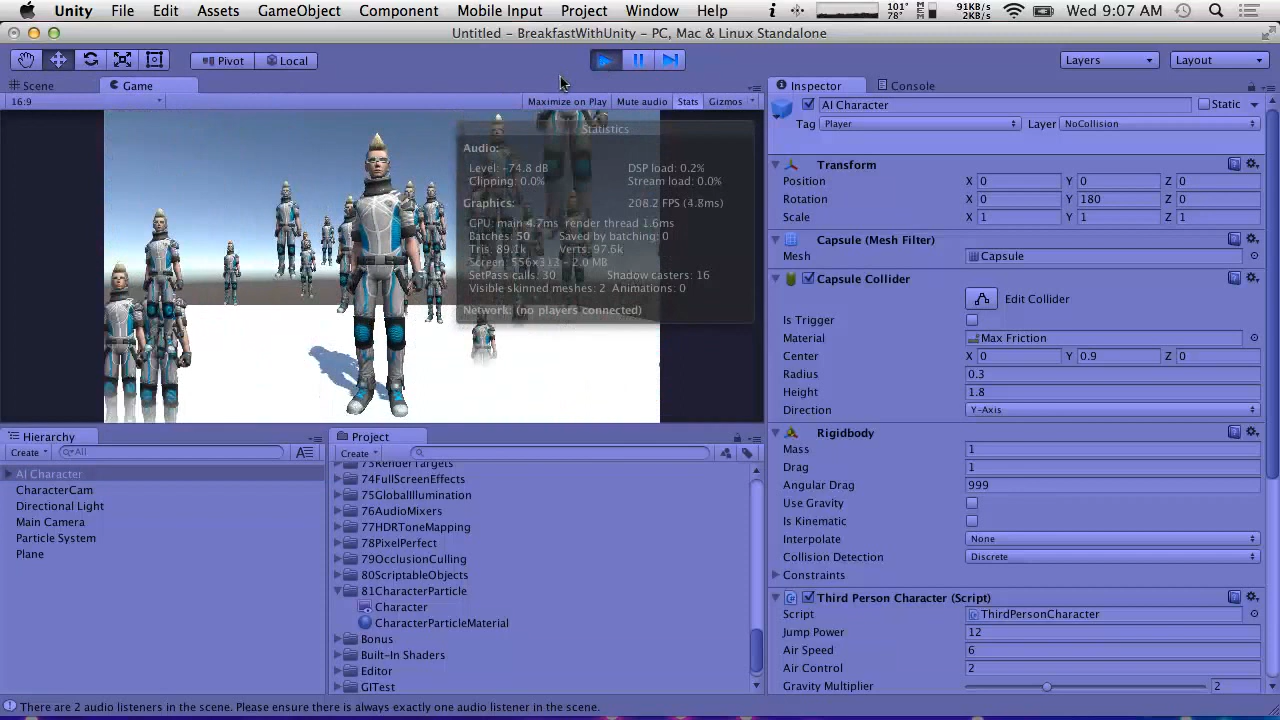 Unity File Edit Assets GameObject Component Mobile Input Project Window Help 101° 78° 91KB/s 2KB/s Wed 9:07 AM
Untitled - BreakfastWithUnity - PC, Mac & Linux Standalone
Pivot Local Layers Layout
Scene Game Inspector Console
16:9 Maximize on Play Mute audio Stats Gizmos
AI Character Static
Tag Player Layer NoCollision
Statistics
Audio:
Level: -74.8 dB DSP load: 0.2%
Clipping: 0.0% Stream load: 0.0%
Graphics: 208.2 FPS (4.8ms)
CPU: main 4.7ms render thread 1.6ms
Batches: 50 Saved by batching: 0
Tris: 89.1k Verts: 97.6k
Screen: 556x313 - 2.0 MB
SetPass calls: 30 Shadow casters: 16
Visible skinned meshes: 2 Animations: 0
Network: (no players connected)
Transform
Position X 0 Y 0 Z 0
Rotation X 0 Y 180 Z 0
Scale X 1 Y 1 Z 1
Capsule (Mesh Filter)
Mesh Capsule
Capsule Collider
Edit Collider
Is Trigger
Material Max Friction
Center X 0 Y 0.9 Z 0
Radius 0.3
Height 1.8
Direction Y-Axis
Rigidbody
Mass 1
Drag 1
Angular Drag 999
Use Gravity
Is Kinematic
Interpolate None
Collision Detection Discrete
Constraints
Third Person Character (Script)
Script ThirdPersonCharacter
Jump Power 12
Air Speed 6
Air Control 2
Gravity Multiplier 2
Hierarchy
Create All
AI Character
CharacterCam
Directional Light
Main Camera
Particle System
Plane
Project
Create
73RenderTargets
74FullScreenEffects
75GlobalIllumination
76AudioMixers
77HDRToneMapping
78PixelPerfect
79OcclusionCulling
80ScriptableObjects
81CharacterParticle
Character
CharacterParticleMaterial
Bonus
Built-In Shaders
Editor
GITest
There are 2 audio listeners in the scene. Please ensure there is always exactly one audio listener in the scene.